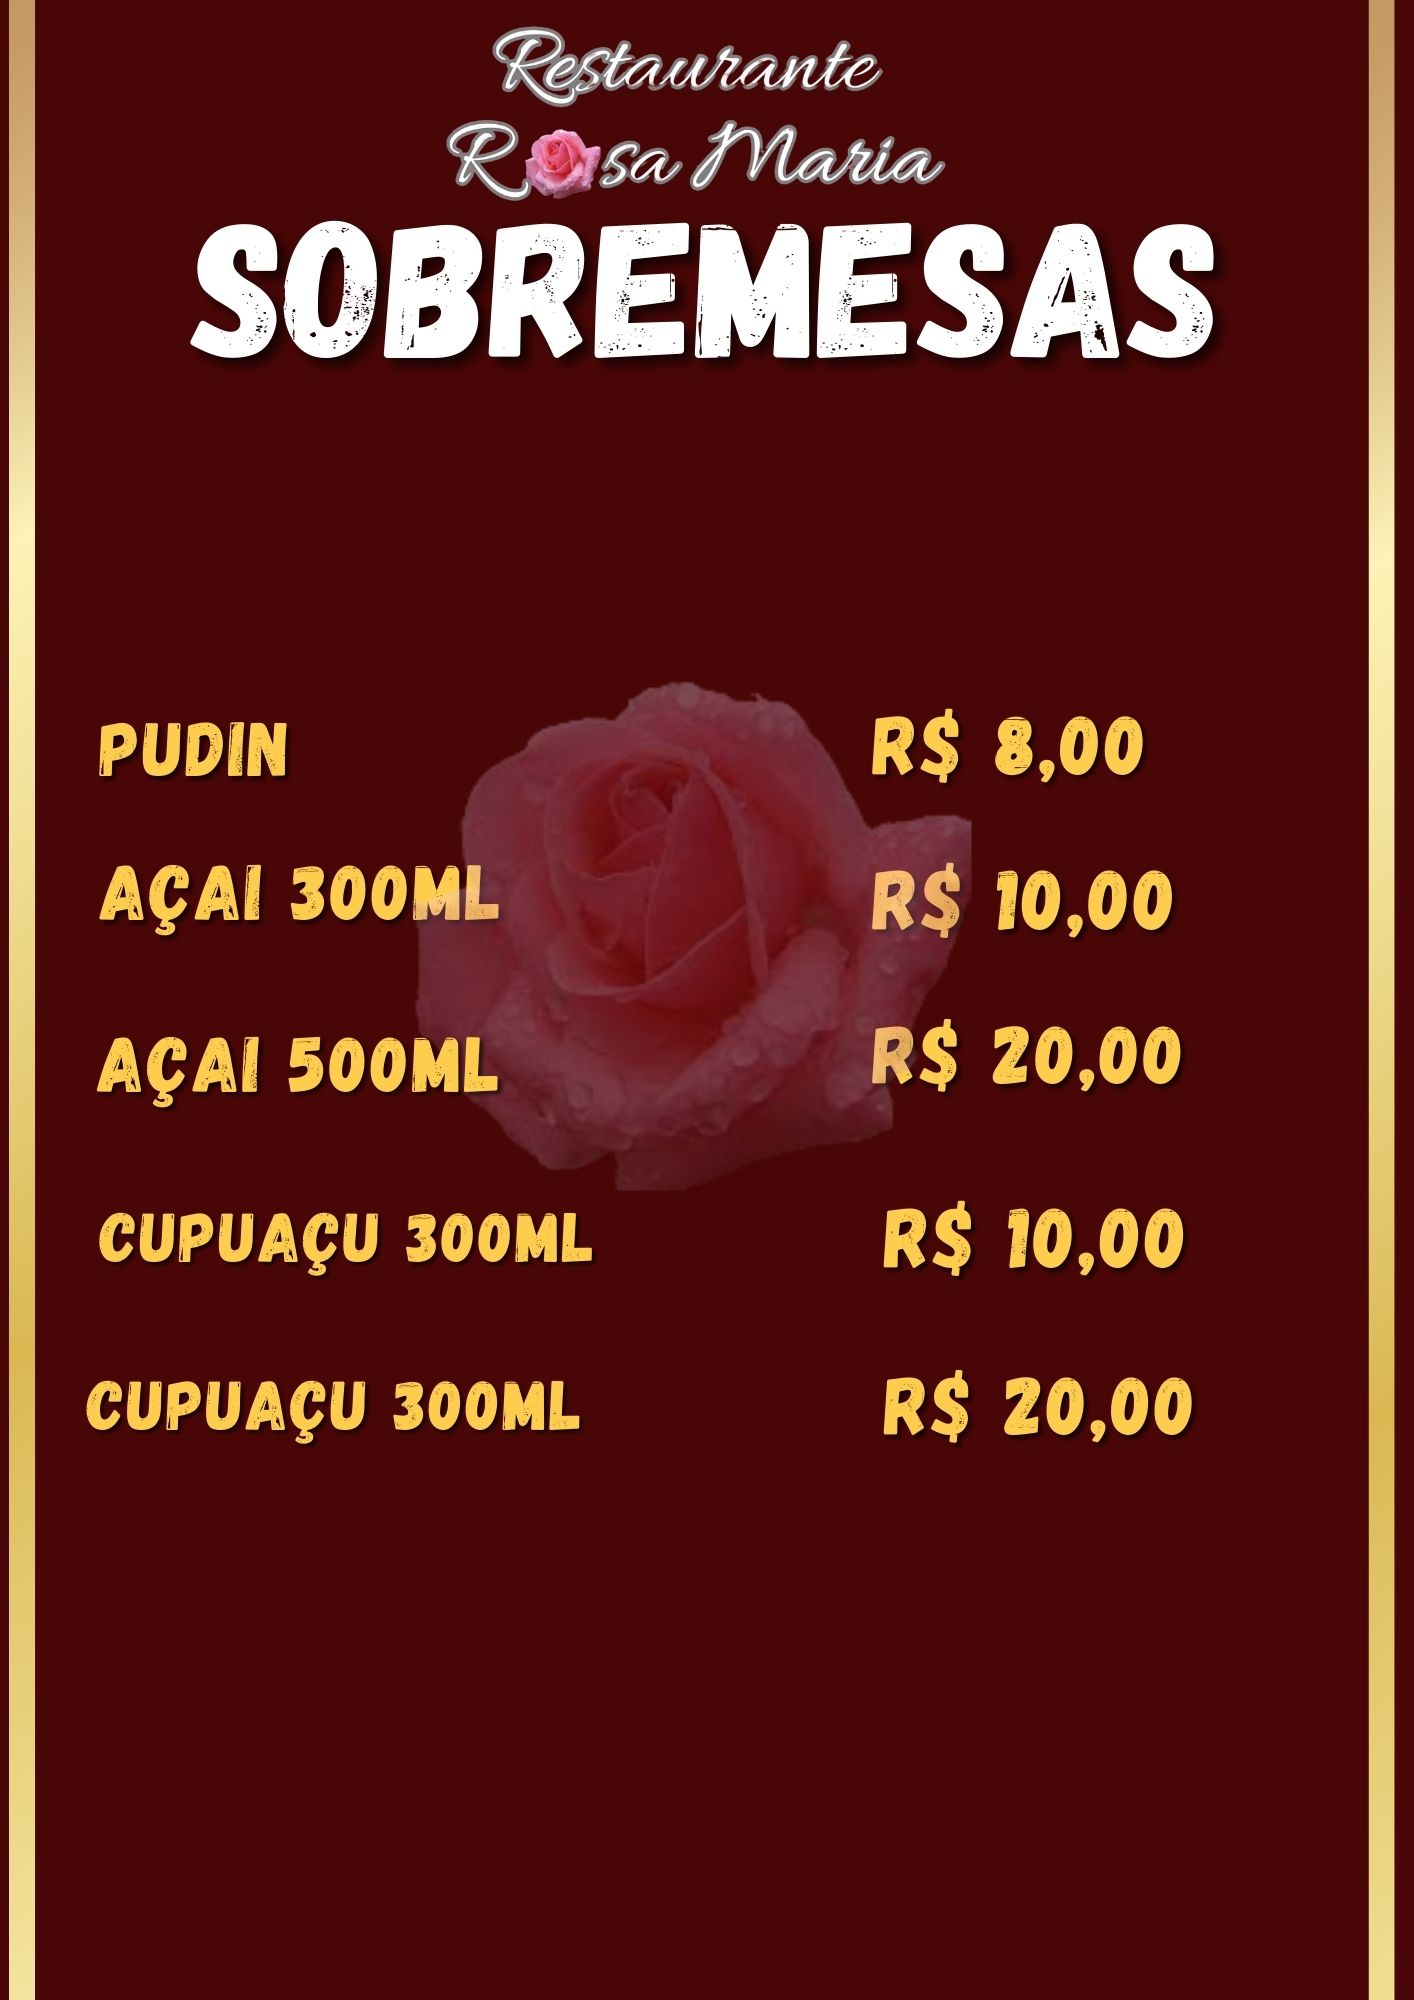 Restaurante
Rosa Maria
SOBREMESAS
PUDIN R$ 8,00
AÇAI 300ML R$ 10,00
AÇAI 500ML R$ 20,00
CUPUAÇU 300ML R$ 10,00
CUPUAÇU 300ML R$ 20,00